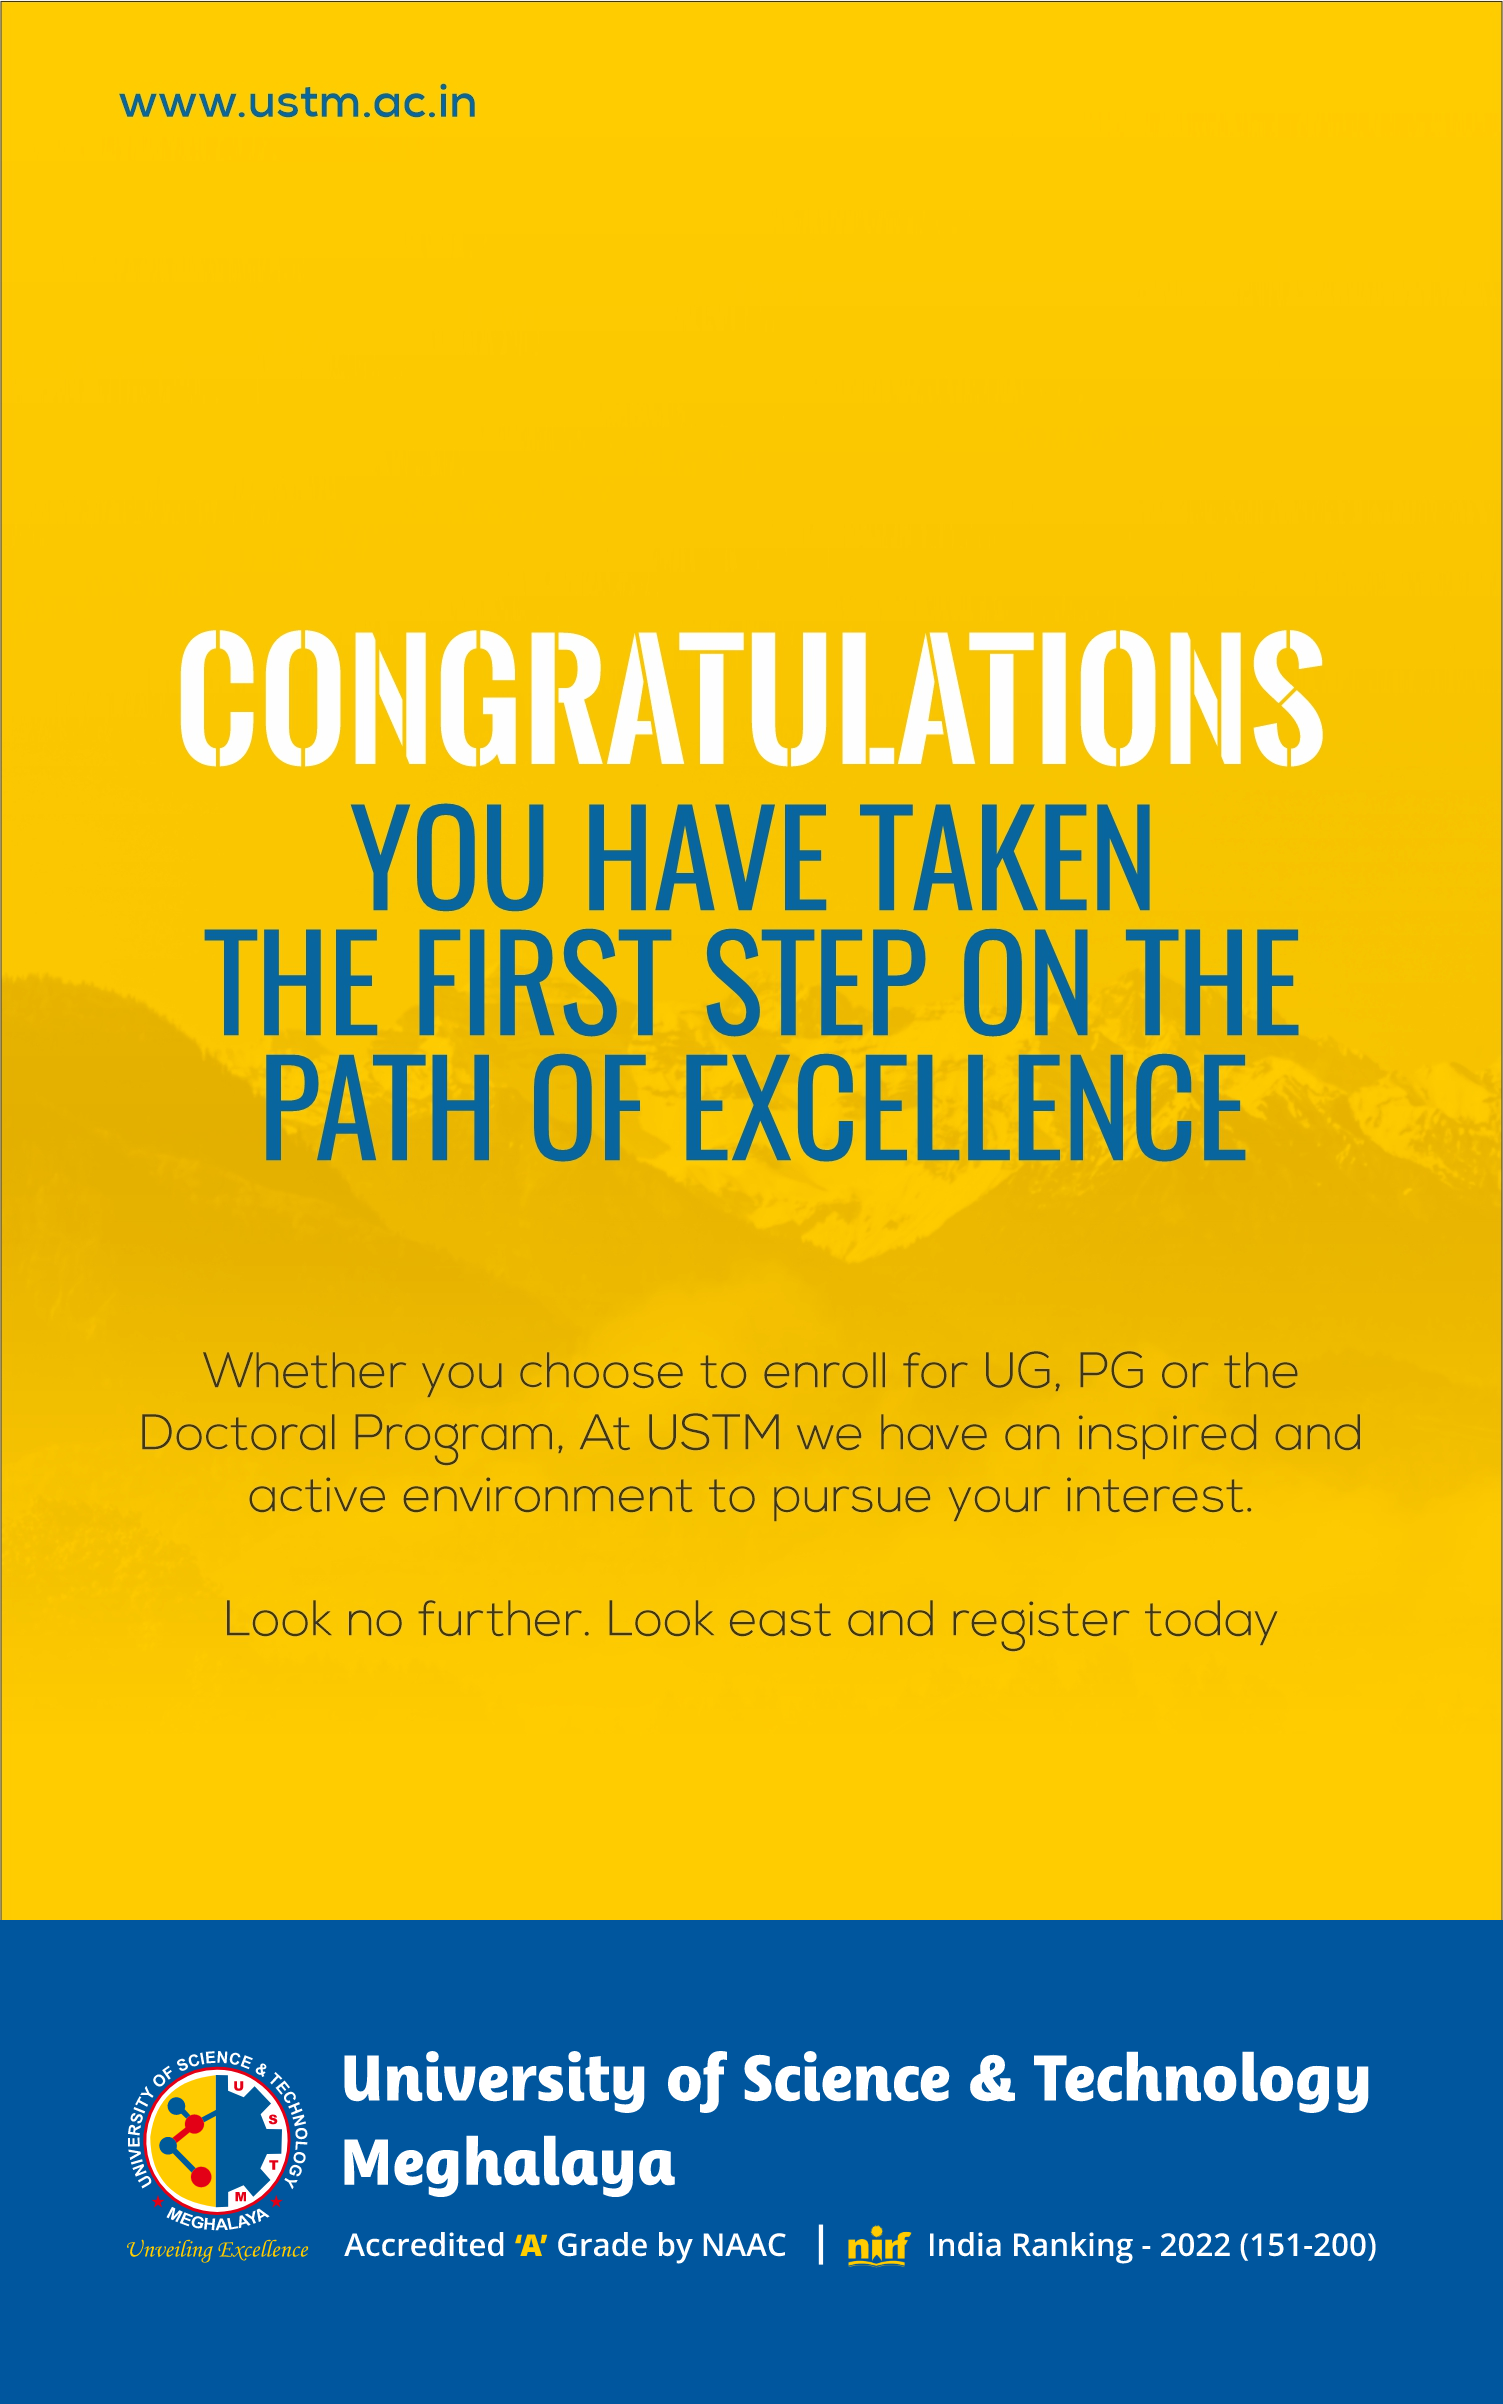 www.ustm.ac.in
CONGRATULATIONS
YOU HAVE TAKEN
THE FIRST STEP ON THE
PATH OF EXCELLENCE
Whether you choose to enroll for UG, PG or the
Doctoral Program, At USTM we have an inspired and
active environment to pursue your interest.
Look no further. Look east and register today
UNIVERSITY OF SCIENCE & TECHNOLOGY
U
S
T
M
MEGHALAYA
Unveiling Excellence
University of Science & Technology
Meghalaya
Accredited ‘A’ Grade by NAAC | nirf India Ranking - 2022 (151-200)